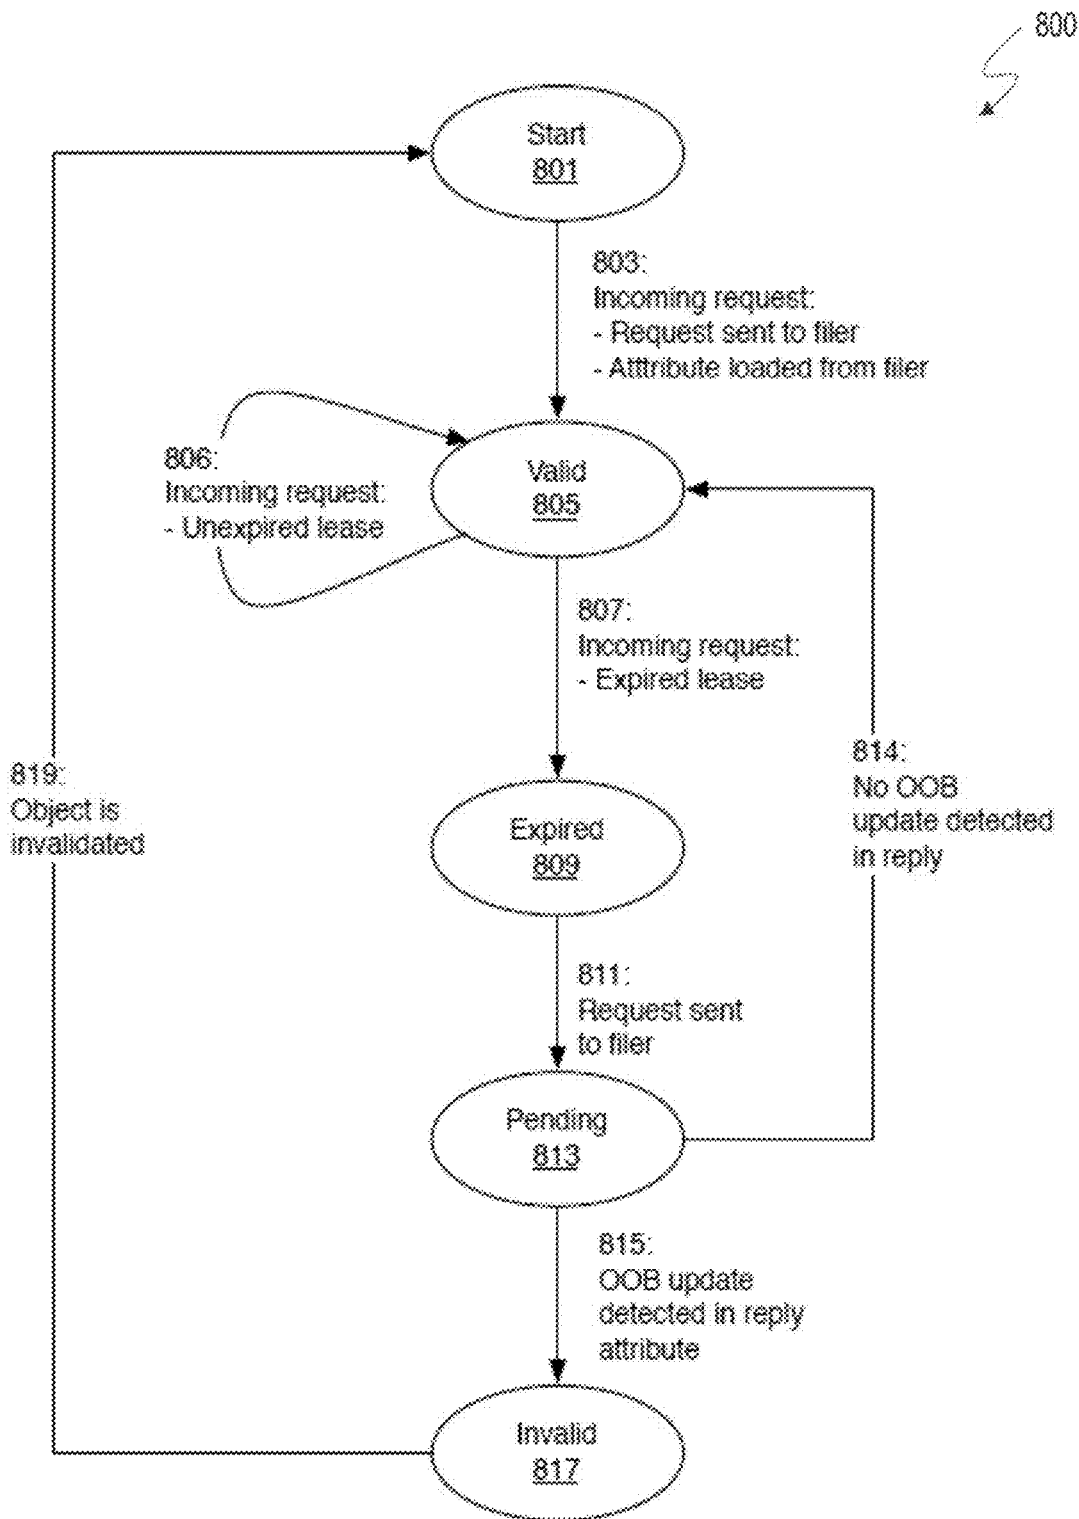 800
Start
801
803:
Incoming request:
- Request sent to filer
- Atttribute loaded from filer
806:
Incoming request:
- Unexpired lease
Valid
805
807:
Incoming request:
- Expired lease
819:
Object is
invalidated
814:
No OOB
update detected
in reply
Expired
809
811:
Request sent
to filer
Pending
813
815:
OOB update
detected in reply
attribute
Invalid
817